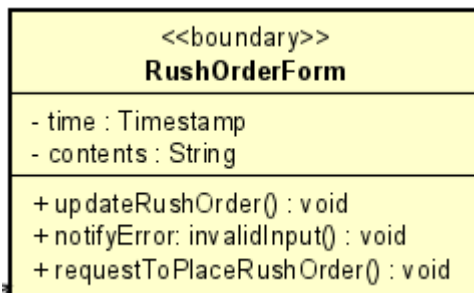 <<boundary>>
RushOrderForm
- time : Timestamp
- contents : String
+ updateRushOrder() : void
+ notifyError: invalidInput() : void
+ requestToPlaceRushOrder() : void
*